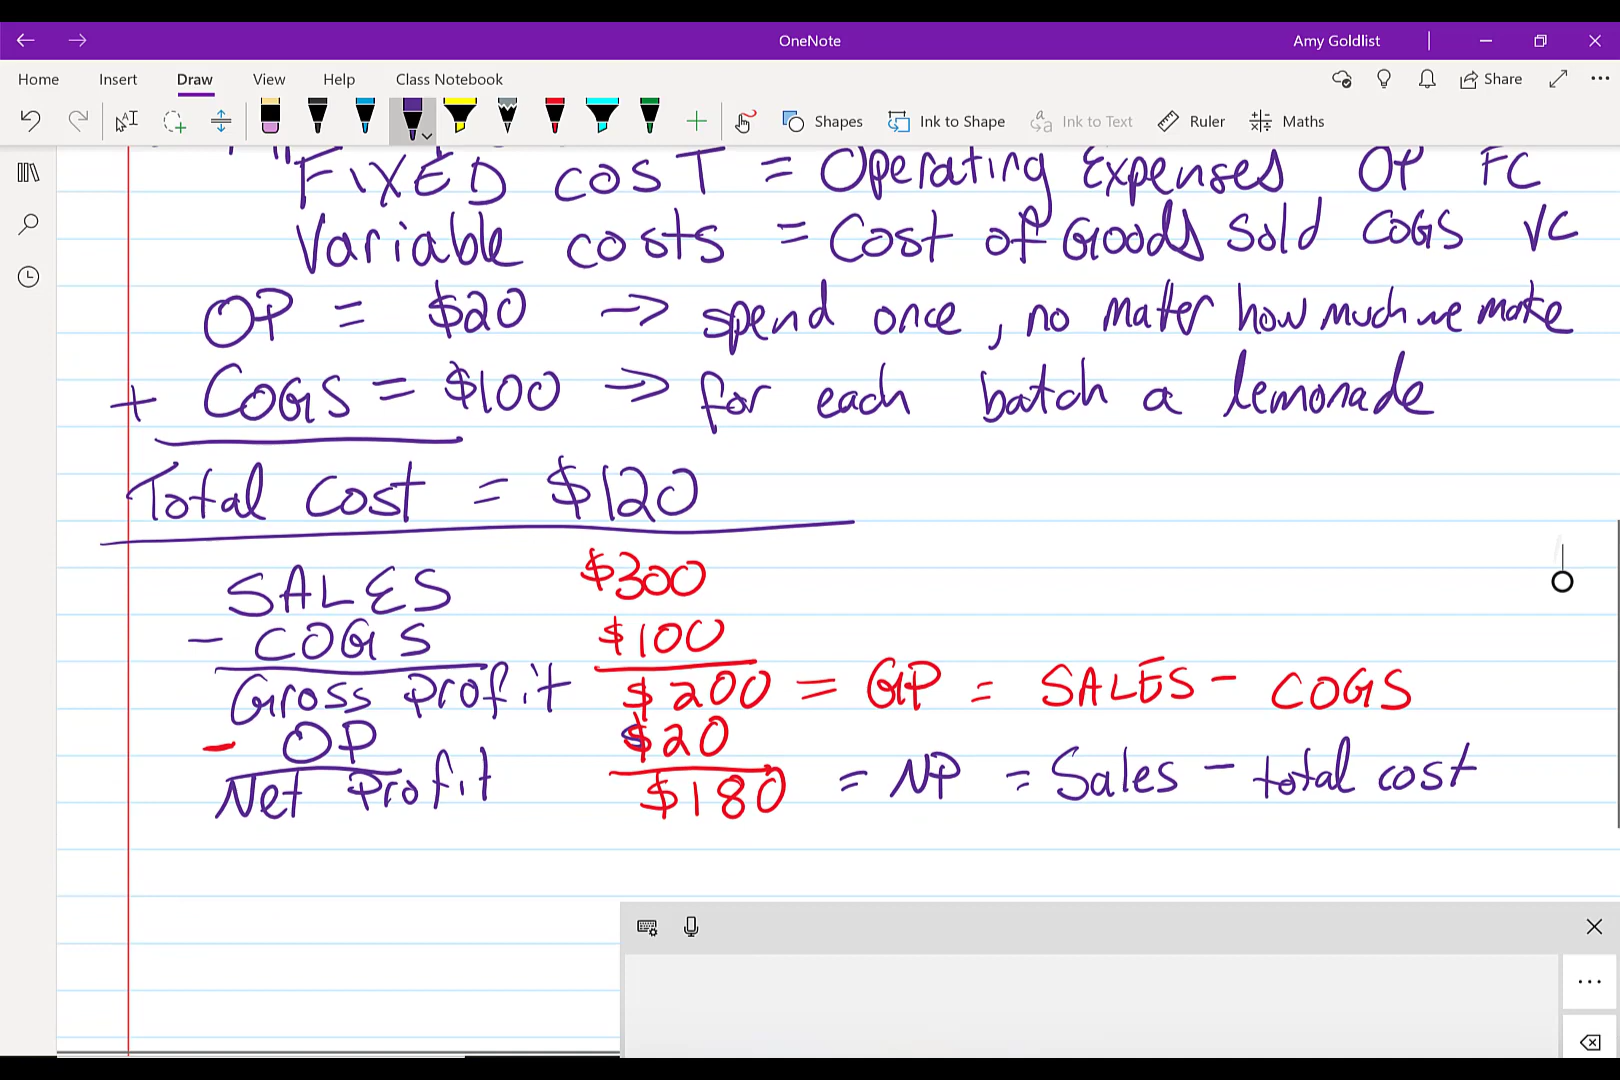 OneNote
Amy Goldlist
Home Insert Draw View Help Class Notebook
Share
Shapes Ink to Shape Ink to Text Ruler Maths
"FIXED COST = Operating Expenses OP FC
Variable costs = Cost of Goods Sold COGS VC
OP = $20 -> spend once, no matter how much we make
+ COGS = $100 -> for each batch a lemonade
Total Cost = $120
SALES $300
- COGS $100
Gross Profit $200 = GP = SALES - COGS
- OP $20
Net Profit $180 = NP = Sales - total cost